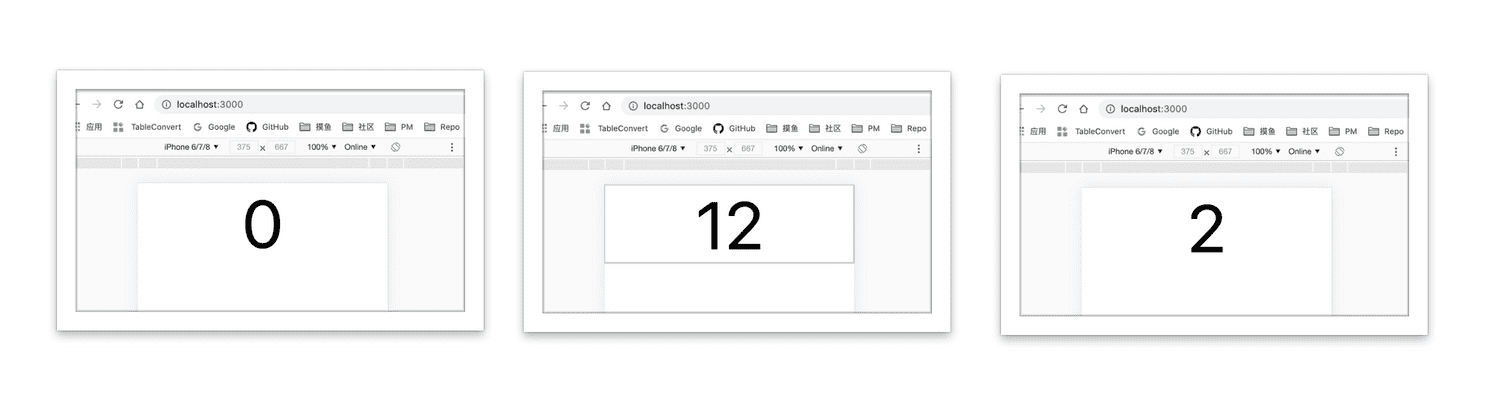 localhost:3000
应用 TableConvert Google GitHub 摸鱼 社区 PM Repo
iPhone 6/7/8 ▼ 375 x 667 100% ▼ Online ▼
0
localhost:3000
应用 TableConvert Google GitHub 摸鱼 社区 PM Repo
iPhone 6/7/8 ▼ 375 x 667 100% ▼ Online ▼
12
localhost:3000
应用 TableConvert Google GitHub 摸鱼 社区 PM Repo
iPhone 6/7/8 ▼ 375 x 667 100% ▼ Online ▼
2